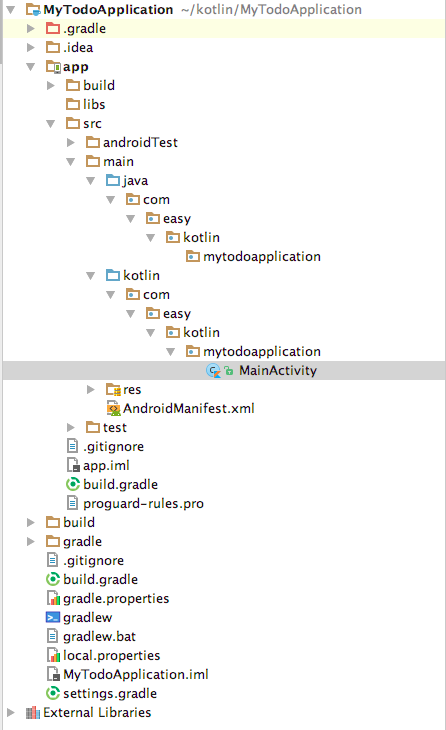 MyTodoApplication ~/kotlin/MyTodoApplication
.gradle
.idea
app
build
libs
src
androidTest
main
java
com
easy
kotlin
mytodoapplication
kotlin
com
easy
kotlin
mytodoapplication
MainActivity
res
AndroidManifest.xml
test
.gitignore
app.iml
build.gradle
proguard-rules.pro
build
gradle
.gitignore
build.gradle
gradle.properties
gradlew
gradlew.bat
local.properties
MyTodoApplication.iml
settings.gradle
External Libraries